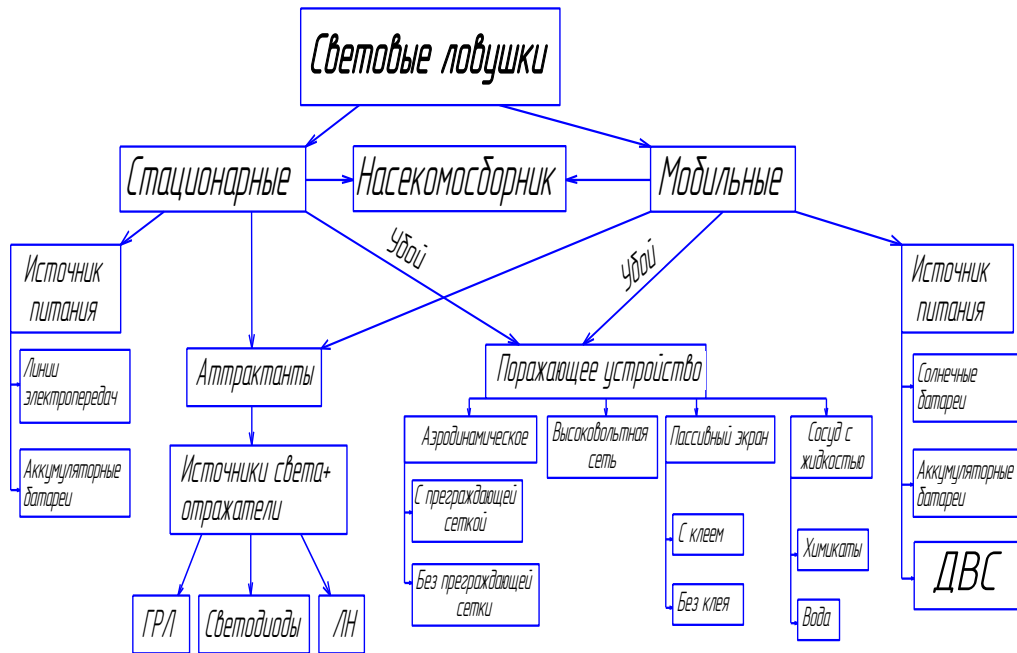 Световые ловушки
Стационарные
Насекомосборник
Мобильные
Убой
Убой
Источник
питания
Источник
питания
Линии
электропередач
Аккумуляторные
батареи
Аттрактанты
Поражающее устройство
Солнечные
батареи
Аккумуляторные
батареи
ДВС
Источники света+
отражатели
ГРЛ
Светодиоды
ЛН
Аэродинамическое
Высоковольтная
сеть
Пассивный экран
Сосуд с
жидкостью
С преграждающей
сеткой
Без преграждающей
сетки
С клеем
Без клея
Химикаты
Вода